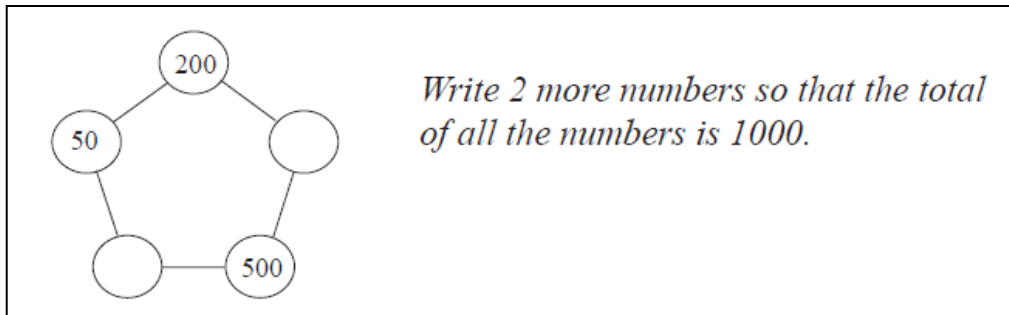 200
Write 2 more numbers so that the total
50
of all the numbers is 1000.
500